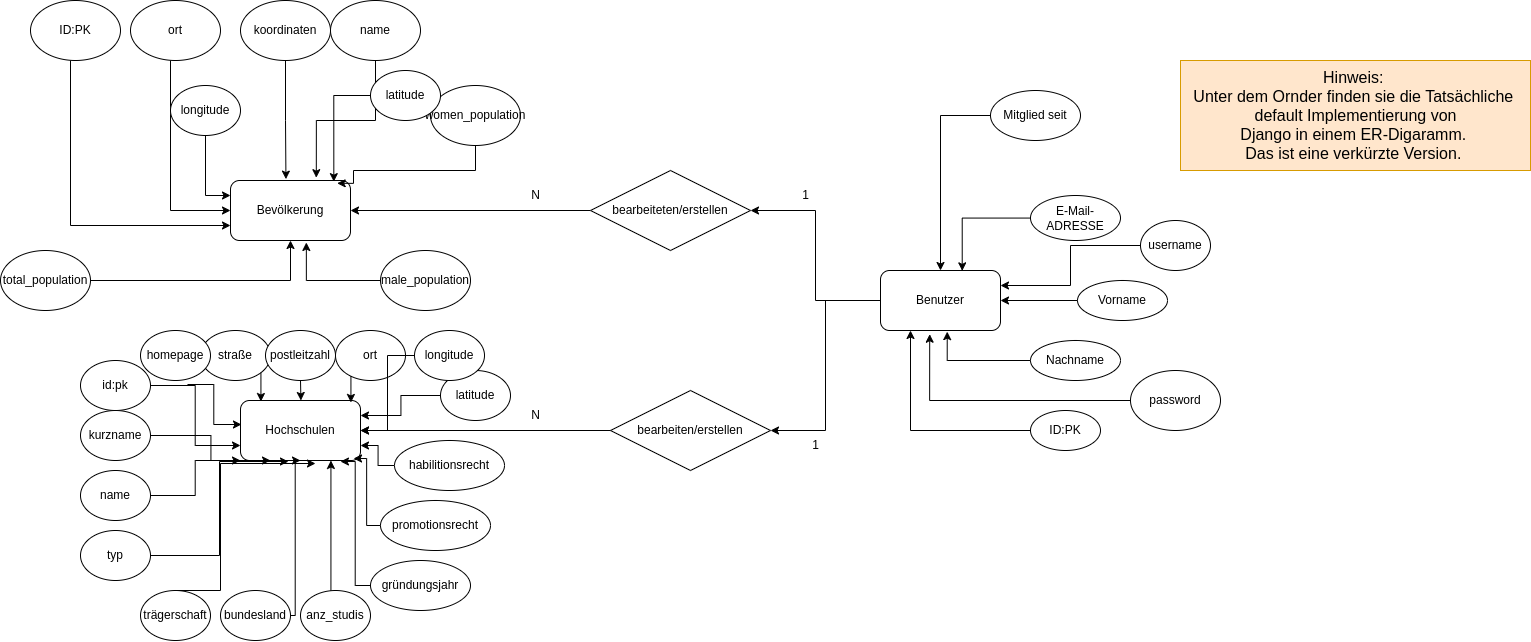 ID:PK
ort
koordinaten
name
longitude
latitude
women_population
Bevölkerung
total_population
male_population
N
bearbeiteten/erstellen
1
Mitglied seit
E-Mail-
ADRESSE
username
Benutzer
Vorname
Nachname
password
ID:PK
Hinweis:
Unter dem Ornder finden sie die Tatsächliche
default Implementierung von
Django in einem ER-Digaramm.
Das ist eine verkürzte Version.
homepage
straße
postleitzahl
ort
longitude
latitude
id:pk
Hochschulen
N
bearbeiten/erstellen
1
kurzname
habilitionsrecht
name
promotionsrecht
typ
gründungsjahr
trägerschaft
bundesland
anz_studis